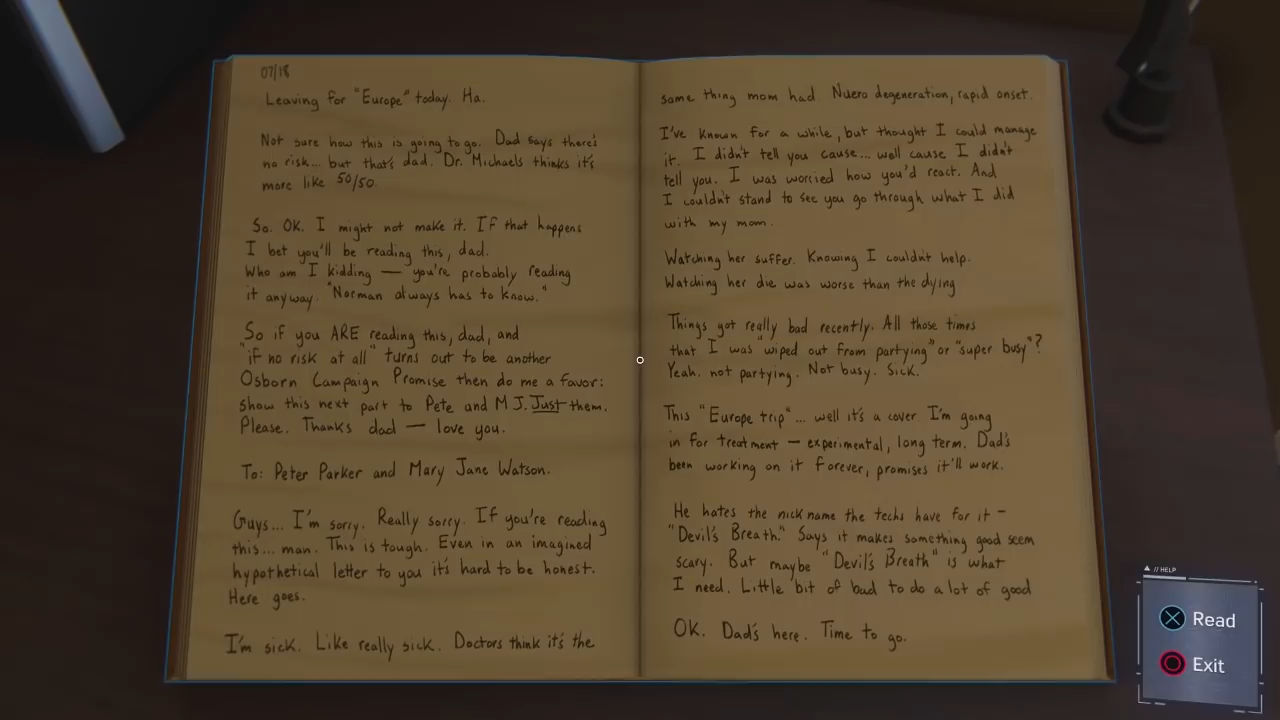 07/18
Leaving for "Europe" today. Ha.
Not sure how this is going to go. Dad says there's
no risk... but that's dad. Dr. Michaels thinks it's
more like 50/50.
So. OK. I might not make it. If that happens
I bet you'll be reading this, dad.
Who am I kidding — you're probably reading
it anyway. "Norman always has to know."
So if you ARE reading this, dad, and
"if no risk at all" turns out to be another
Osborn Campaign Promise then do me a favor:
show this next part to Pete and MJ. Just them.
Please. Thanks dad — love you.
To: Peter Parker and Mary Jane Watson.
Guys... I'm sorry. Really sorry. If you're reading
this... man. This is tough. Even in an imagined
hypothetical letter to you it's hard to be honest.
Here goes.
I'm sick. Like really sick. Doctors think it's the
same thing mom had. Nuero degeneration, rapid onset.
I've known for a while, but thought I could manage
it. I didn't tell you cause... well cause I didn't
tell you. I was worried how you'd react. And
I couldn't stand to see you go through what I did
with my mom.
Watching her suffer. Knowing I couldn't help.
Watching her die was worse than the dying
Things got really bad recently. All those times
that I was "wiped out from partying" or "super busy"?
Yeah. not partying. Not busy. Sick.
This "Europe trip"... well it's a cover. I'm going
in for treatment — experimental, long term. Dad's
been working on it forever, promises it'll work.
He hates the nickname the techs have for it –
"Devil's Breath." Says it makes something good seem
scary. But maybe "Devil's Breath" is what
I need. Little bit of bad to do a lot of good
OK. Dad's here. Time to go.
// HELP
Read
Exit